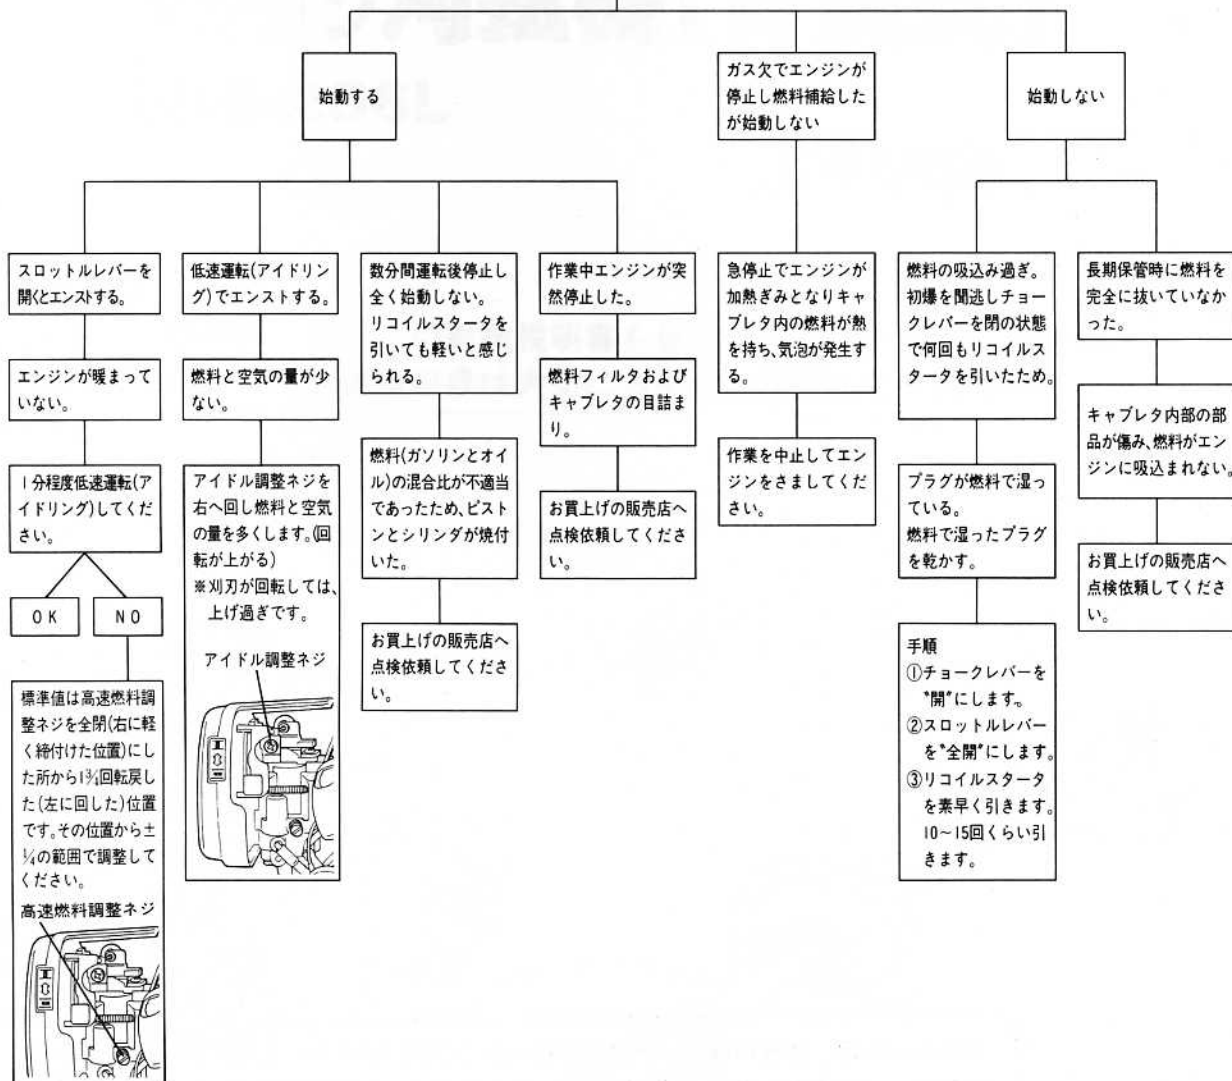 始動する
ガス欠でエンジンが
停止し燃料補給した
が始動しない
始動しない
スロットルレバーを
開くとエンストする。
エンジンが暖まって
いない。
1分程度低速運転(ア
イドリング)してくだ
さい。
OK
NO
標準値は高速燃料調
整ネジを全閉(右に軽
く締付けた位置)にし
た所から1¾回転戻し
た(左に回した)位置
です。その位置から±
¼の範囲で調整して
ください。
高速燃料調整ネジ
低速運転(アイドリン
グ)でエンストする。
燃料と空気の量が少
ない。
アイドル調整ネジを
右へ回し燃料と空気
の量を多くします。(回
転が上がる)
※刈刃が回転しては、
上げ過ぎです。
アイドル調整ネジ
数分間運転後停止し
全く始動しない。
リコイルスタータを
引いても軽いと感じ
られる。
燃料(ガソリンとオイ
ル)の混合比が不適当
であったため、ピスト
ンとシリンダが焼付
いた。
お買上げの販売店へ
点検依頼してくださ
い。
作業中エンジンが突
然停止した。
燃料フィルタおよび
キャブレタの目詰ま
り。
お買上げの販売店へ
点検依頼してくださ
い。
急停止でエンジンが
加熱ぎみとなりキャ
ブレタ内の燃料が熱
を持ち、気泡が発生す
る。
作業を中止してエン
ジンをさましてくだ
さい。
燃料の吸込み過ぎ。
初爆を聞逃しチョー
クレバーを閉の状態
で何回もリコイルス
タータを引いたため。
プラグが燃料で湿っ
ている。
燃料で湿ったプラグ
を乾かす。
手順
①チョークレバーを
“開”にします。
②スロットルレバー
を“全開”にします。
③リコイルスタータ
を素早く引きます。
10~15回くらい引
きます。
長期保管時に燃料を
完全に抜いていなか
った。
キャブレタ内部の部
品が傷み、燃料がエン
ジンに吸込まれない。
お買上げの販売店へ
点検依頼してくださ
い。